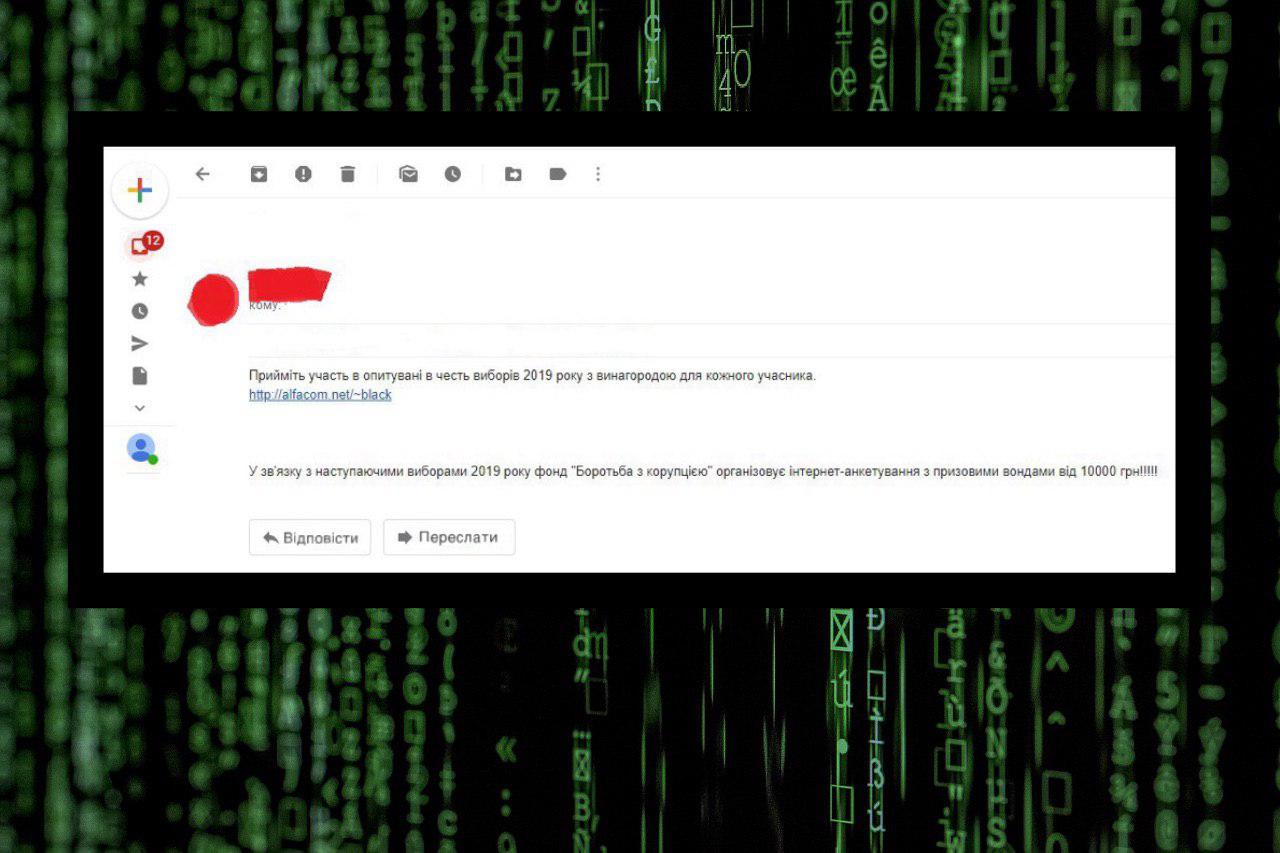 12
кому:
Прийміть участь в опитувані в честь виборів 2019 року з винагородою для кожного учасника.
http://alfacom.net/~black
У зв'язку з наступаючими виборами 2019 року фонд "Боротьба з корупцією" організовує інтернет-анкетування з призовими вондами від 10000 грн!!!!!
Відповісти
Переслати